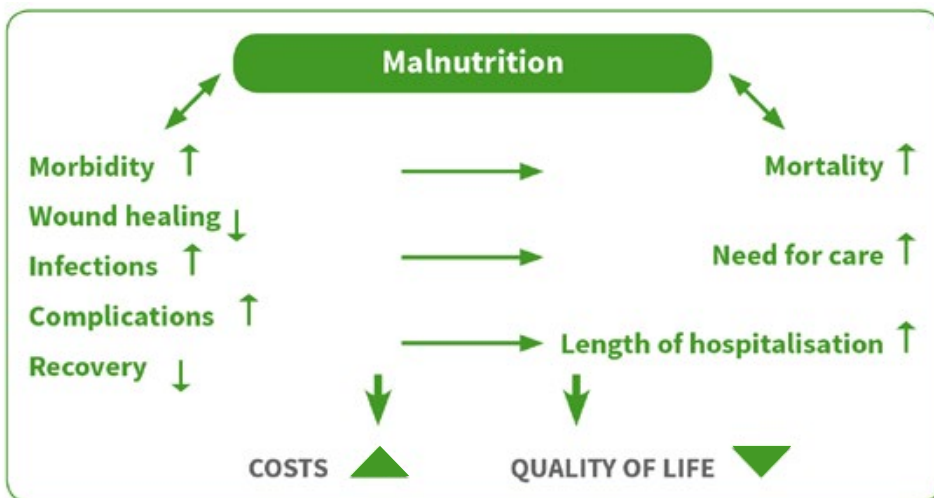 Malnutrition
Morbidity ↑
Wound healing ↓
Infections ↑
Complications ↑
Recovery ↓
Mortality ↑
Need for care ↑
Length of hospitalisation ↑
COSTS ▲
QUALITY OF LIFE ▼